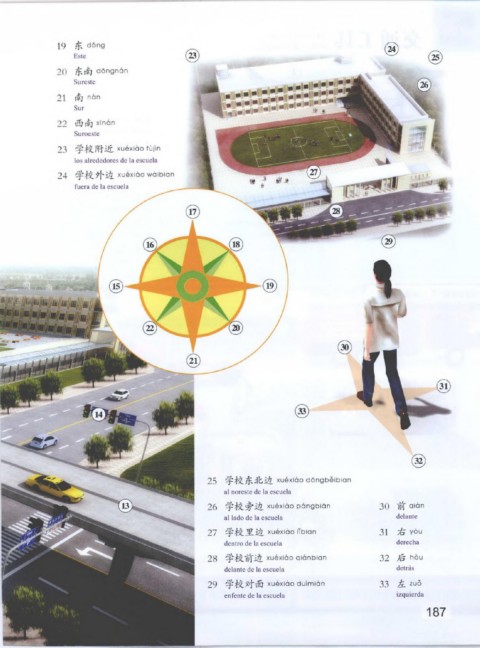 19 东 dōng
Este
20 东南 dōngnán
Sureste
21 南 nán
Sur
22 西南 xīnán
Suroeste
23 学校附近 xuéxiào fùjìn
los alrededores de la escuela
24 学校外边 xuéxiào wàibian
fuera de la escuela
23
24
25
26
27
28
29
17
16
18
15
19
22
20
21
14
13
30
31
33
32
25 学校东北边 xuéxiào dōngběibian
al noreste de la escuela
26 学校旁边 xuéxiào pángbiān
al lado de la escuela
27 学校里边 xuéxiào lǐbian
dentro de la escuela
28 学校前边 xuéxiào qiánbian
delante de la escuela
29 学校对面 xuéxiào duìmiàn
enfente de la escuela
30 前 qián
delante
31 右 yòu
derecha
32 后 hòu
detrás
33 左 zuǒ
izquierda
187